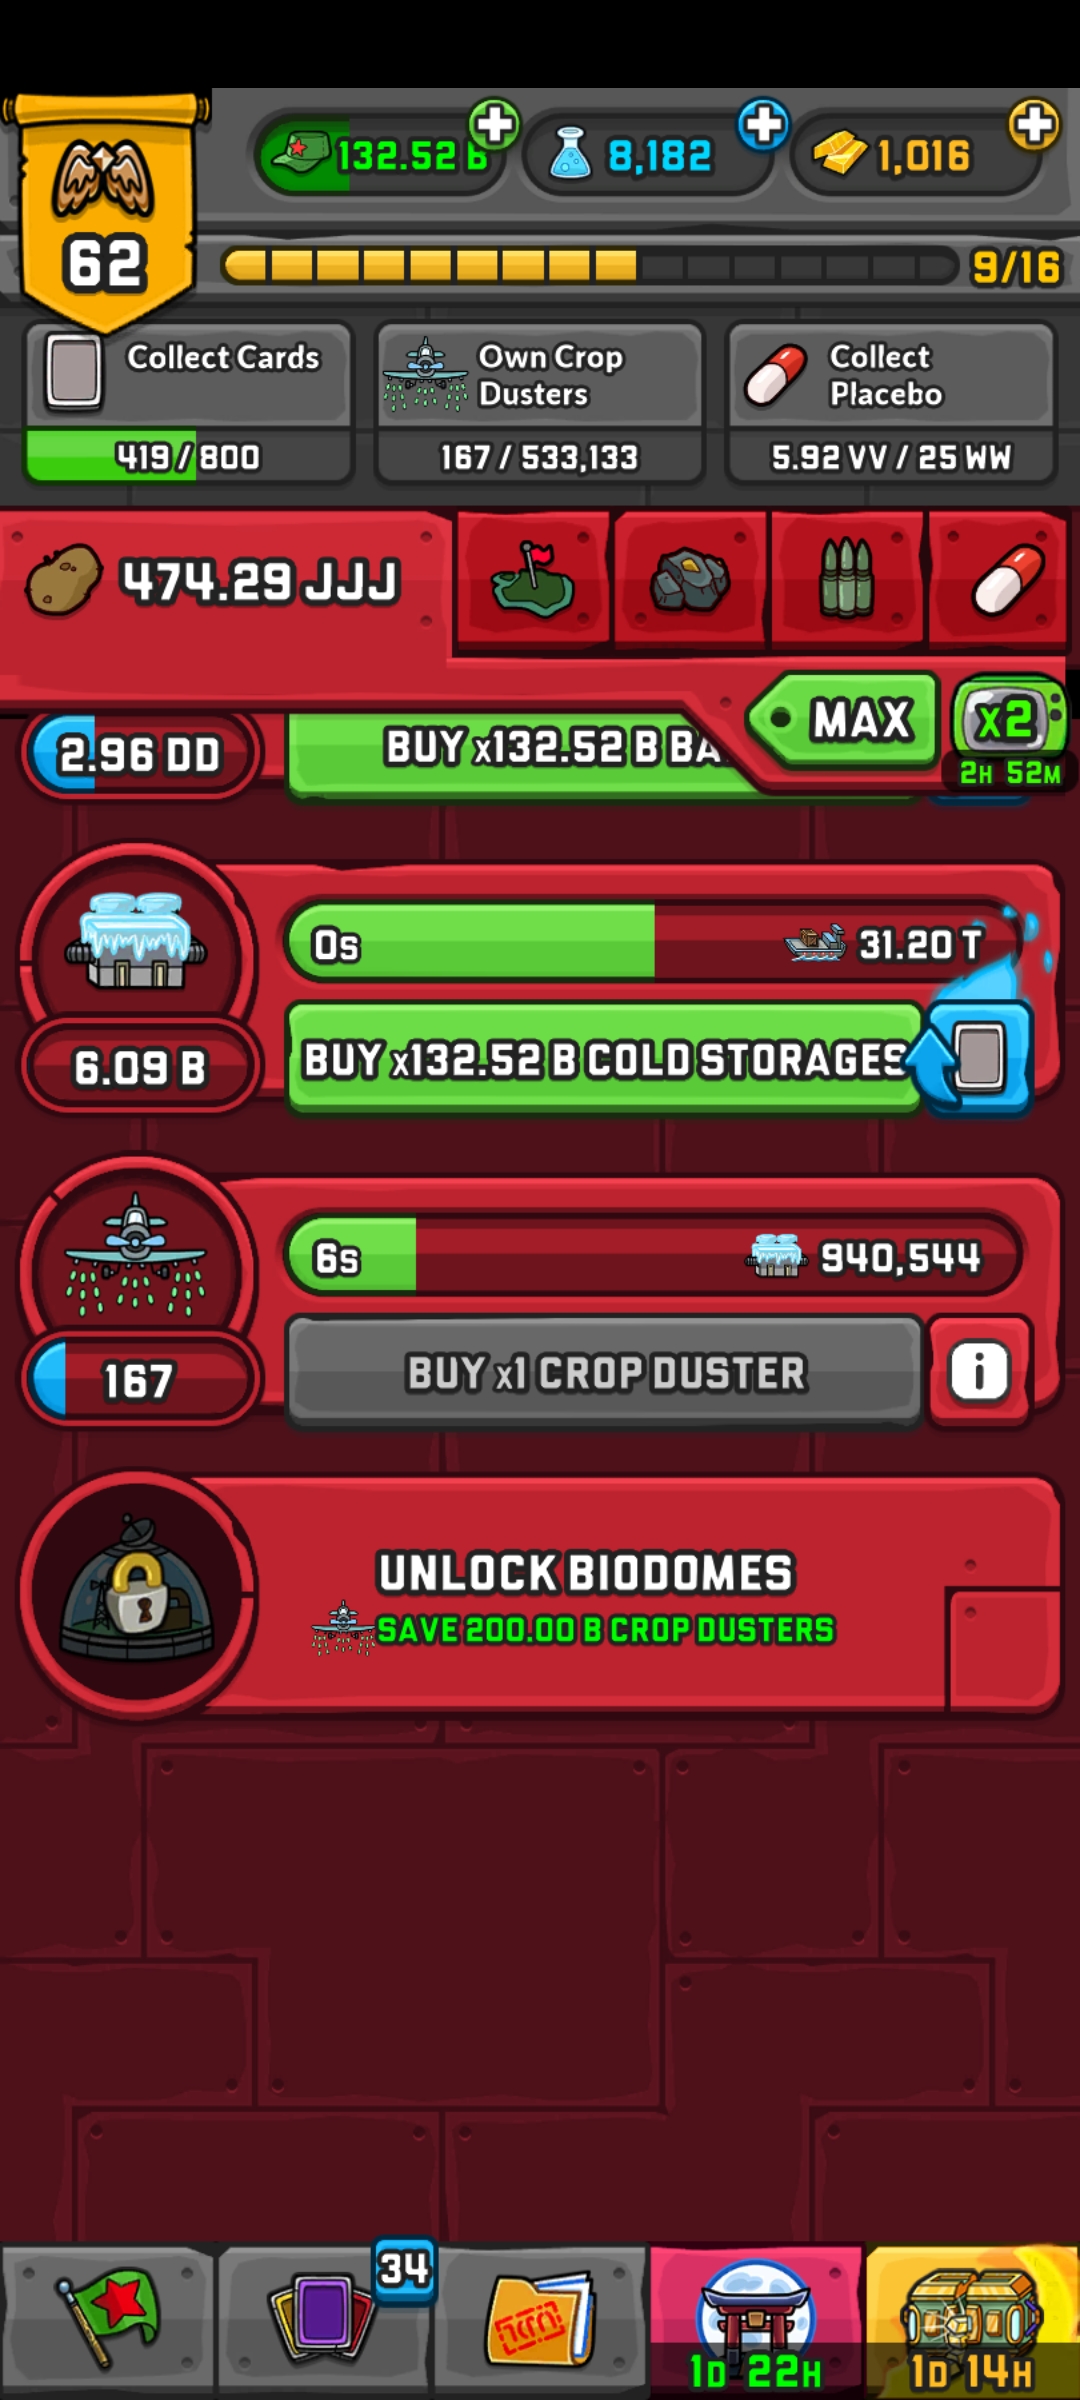 132.52 B
8,182
1,016
62
9/16
Collect Cards
419 / 800
Own Crop
Dusters
167 / 533,133
Collect
Placebo
5.92 VV / 25 WW
474.29 JJJ
MAX
x2
2H 52M
2.96 DD
BUY x132.52 B BA
0s
31.20 T
6.09 B
BUY x132.52 B COLD STORAGES
6s
940,544
167
BUY x1 CROP DUSTER
i
UNLOCK BIODOMES
SAVE 200.00 B CROP DUSTERS
34
1D 22H
1D 14H